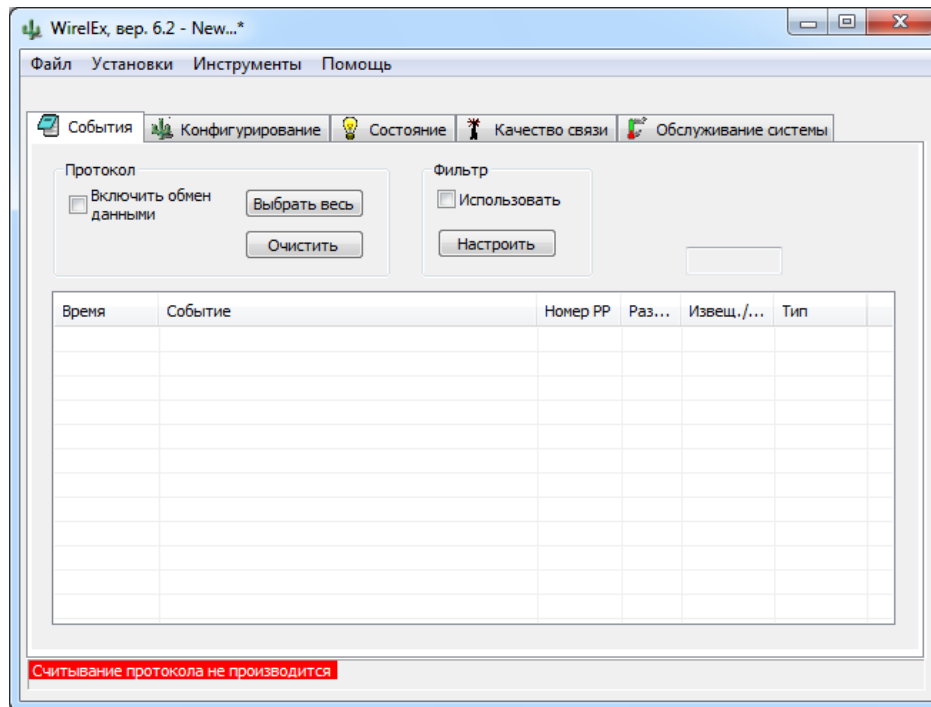 WirelEx, вер. 6.2 - New...*
Файл Установки Инструменты Помощь
События Конфигурирование Состояние Качество связи Обслуживание системы
Протокол Фильтр
Включить обмен данными Выбрать весь Использовать
Очистить Настроить
Время Событие Номер РР Раз... Извещ./... Тип
Считывание протокола не производится